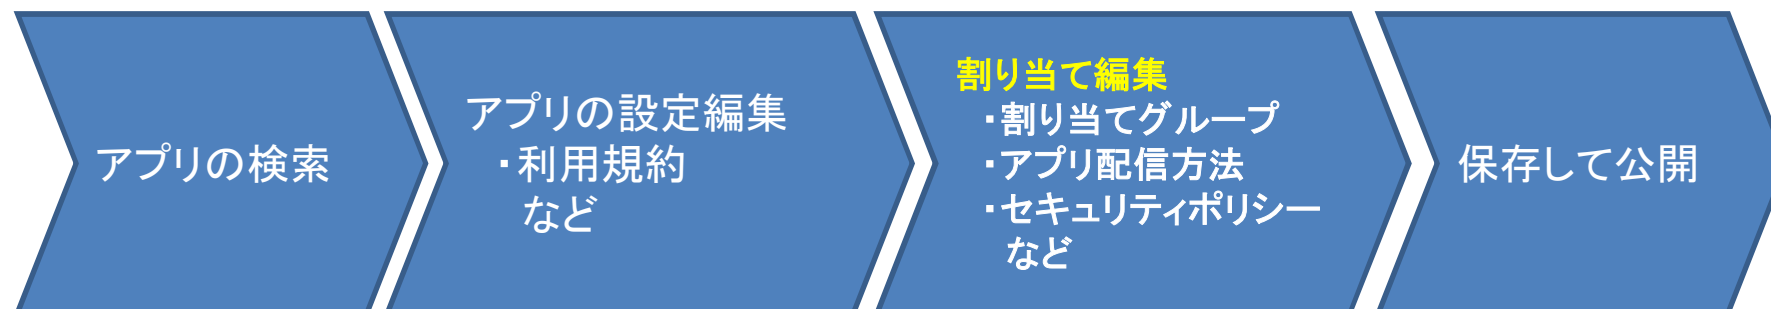 アプリの検索
アプリの設定編集
・利用規約
など
割り当て編集
・割り当てグループ
・アプリ配信方法
・セキュリティポリシー
など
保存して公開